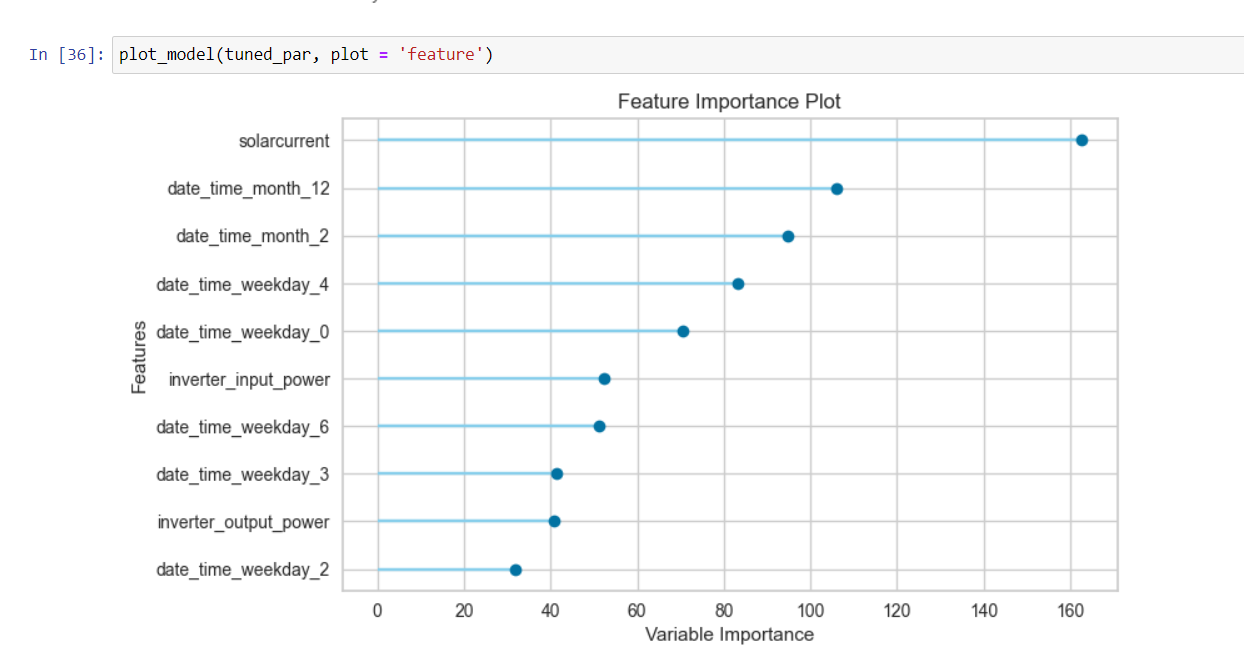 In [36]: plot_model(tuned_par, plot = 'feature')
Feature Importance Plot
solarcurrent
date_time_month_12
date_time_month_2
date_time_weekday_4
date_time_weekday_0
Features
inverter_input_power
date_time_weekday_6
date_time_weekday_3
inverter_output_power
date_time_weekday_2
0 20 40 60 80 100 120 140 160
Variable Importance